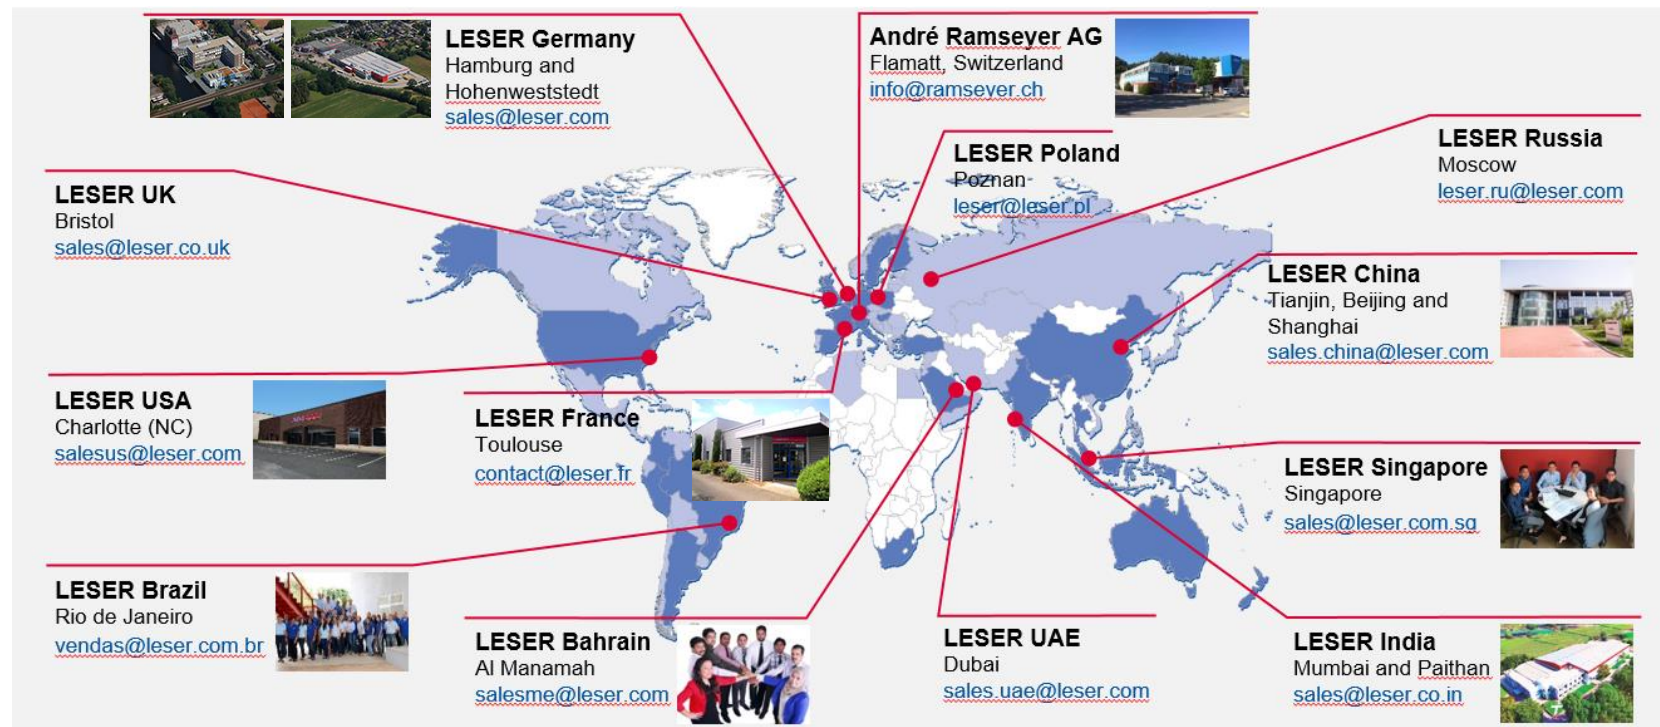 LESER Germany
Hamburg and
Hohenweststedt
sales@leser.com
André Ramseyer AG
Flamatt, Switzerland
info@ramseyer.ch
LESER Poland
Poznan
leser@leser.pl
LESER Russia
Moscow
leser.ru@leser.com
LESER UK
Bristol
sales@leser.co.uk
LESER China
Tianjin, Beijing and
Shanghai
sales.china@leser.com
LESER USA
Charlotte (NC)
salesus@leser.com
LESER France
Toulouse
contact@leser.fr
LESER Singapore
Singapore
sales@leser.com.sg
LESER Brazil
Rio de Janeiro
vendas@leser.com.br
LESER Bahrain
Al Manamah
salesme@leser.com
LESER UAE
Dubai
sales.uae@leser.com
LESER India
Mumbai and Paithan
sales@leser.co.in